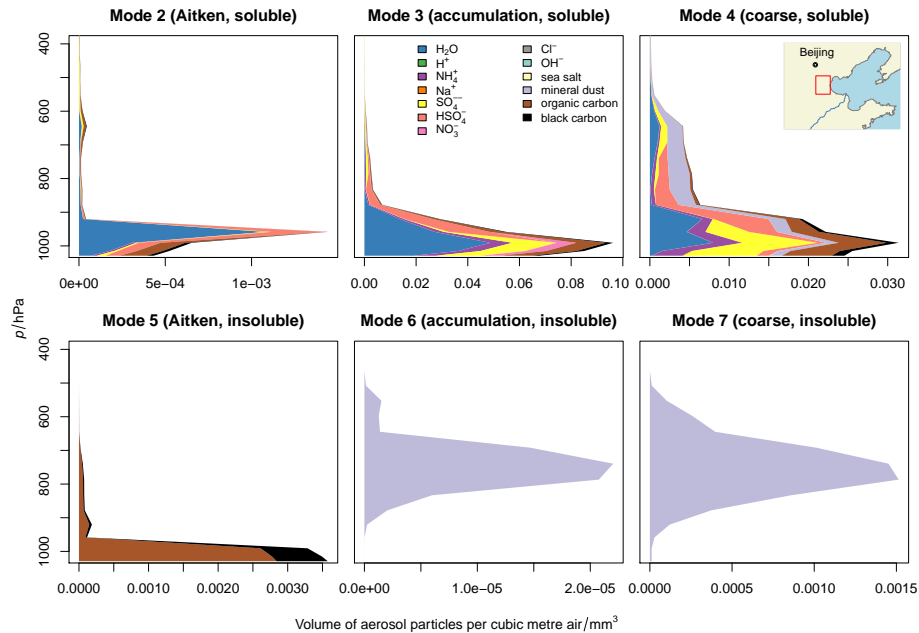 Mode 2 (Aitken, soluble)
Mode 3 (accumulation, soluble)
Mode 4 (coarse, soluble)
400
600
800
1000
0e+00
5e−04
1e−03
H₂O
H⁺
NH₄⁺
Na⁺
SO₄⁻⁻
HSO₄⁻
NO₃⁻
Cl⁻
OH⁻
sea salt
mineral dust
organic carbon
black carbon
0.00
0.02
0.04
0.06
0.08
0.10
Beijing
0.000
0.010
0.020
0.030
p/hPa
Mode 5 (Aitken, insoluble)
Mode 6 (accumulation, insoluble)
Mode 7 (coarse, insoluble)
400
600
800
1000
0.0000
0.0010
0.0020
0.0030
0.0e+00
1.0e−05
2.0e−05
0.0000
0.0005
0.0010
0.0015
Volume of aerosol particles per cubic metre air/mm³